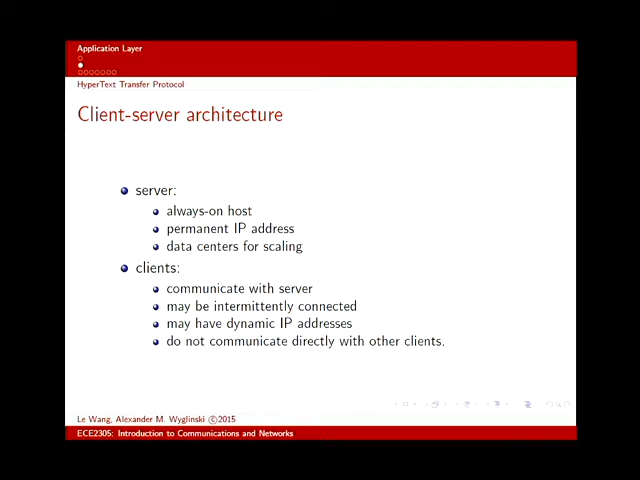 Application Layer
HyperText Transfer Protocol
Client-server architecture
server:
always-on host
permanent IP address
data centers for scaling
clients:
communicate with server
may be intermittently connected
may have dynamic IP addresses
do not communicate directly with other clients.
Le Wang, Alexander M. Wyglinski ©2015
ECE2305: Introduction to Communications and Networks